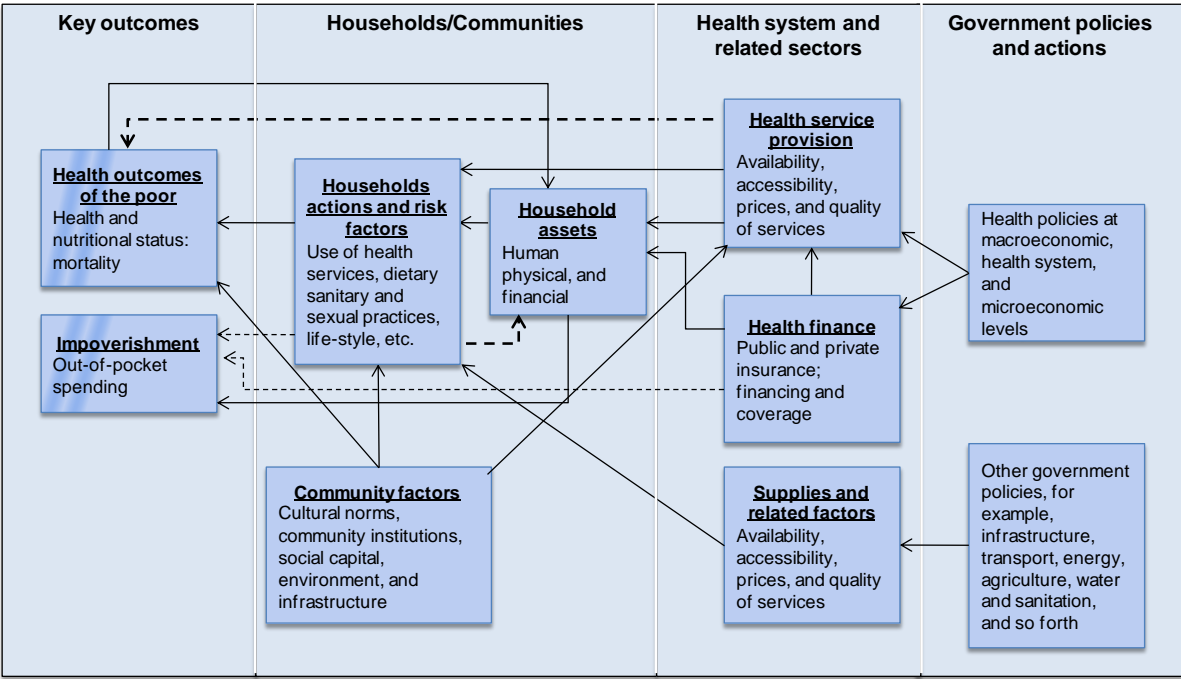 Key outcomes
Households/Communities
Health system and
related sectors
Government policies
and actions
Health outcomes
of the poor
Health and
nutritional status:
mortality
Impoverishment
Out-of-pocket
spending
Households
actions and risk
factors
Use of health
services, dietary
sanitary and
sexual practices,
life-style, etc.
Household
assets
Human
physical, and
financial
Community factors
Cultural norms,
community institutions,
social capital,
environment, and
infrastructure
Health service
provision
Availability,
accessibility,
prices, and quality
of services
Health finance
Public and private
insurance;
financing and
coverage
Supplies and
related factors
Availability,
accessibility,
prices, and quality
of services
Health policies at
macroeconomic,
health system,
and
microeconomic
levels
Other government
policies, for
example,
infrastructure,
transport, energy,
agriculture, water
and sanitation,
and so forth